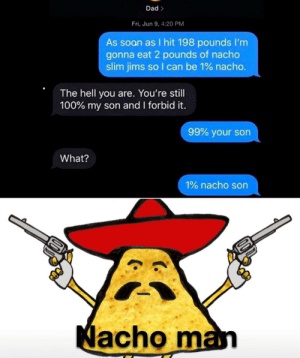 Dad >
Fri, Jun 9, 4:20 PM
As soon as I hit 198 pounds I'm
gonna eat 2 pounds of nacho
slim jims so I can be 1% nacho.
The hell you are. You're still
100% my son and I forbid it.
99% your son
What?
1% nacho son
Nacho man